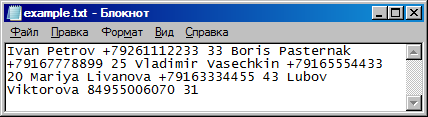 example.txt - Блокнот
Файл Правка Формат Вид Справка
Ivan Petrov +79261112233 33 Boris Pasternak
+79167778899 25 Vladimir Vasechkin +79165554433
20 Mariya Livanova +79163334455 43 Lubov
Viktorova 84955006070 31